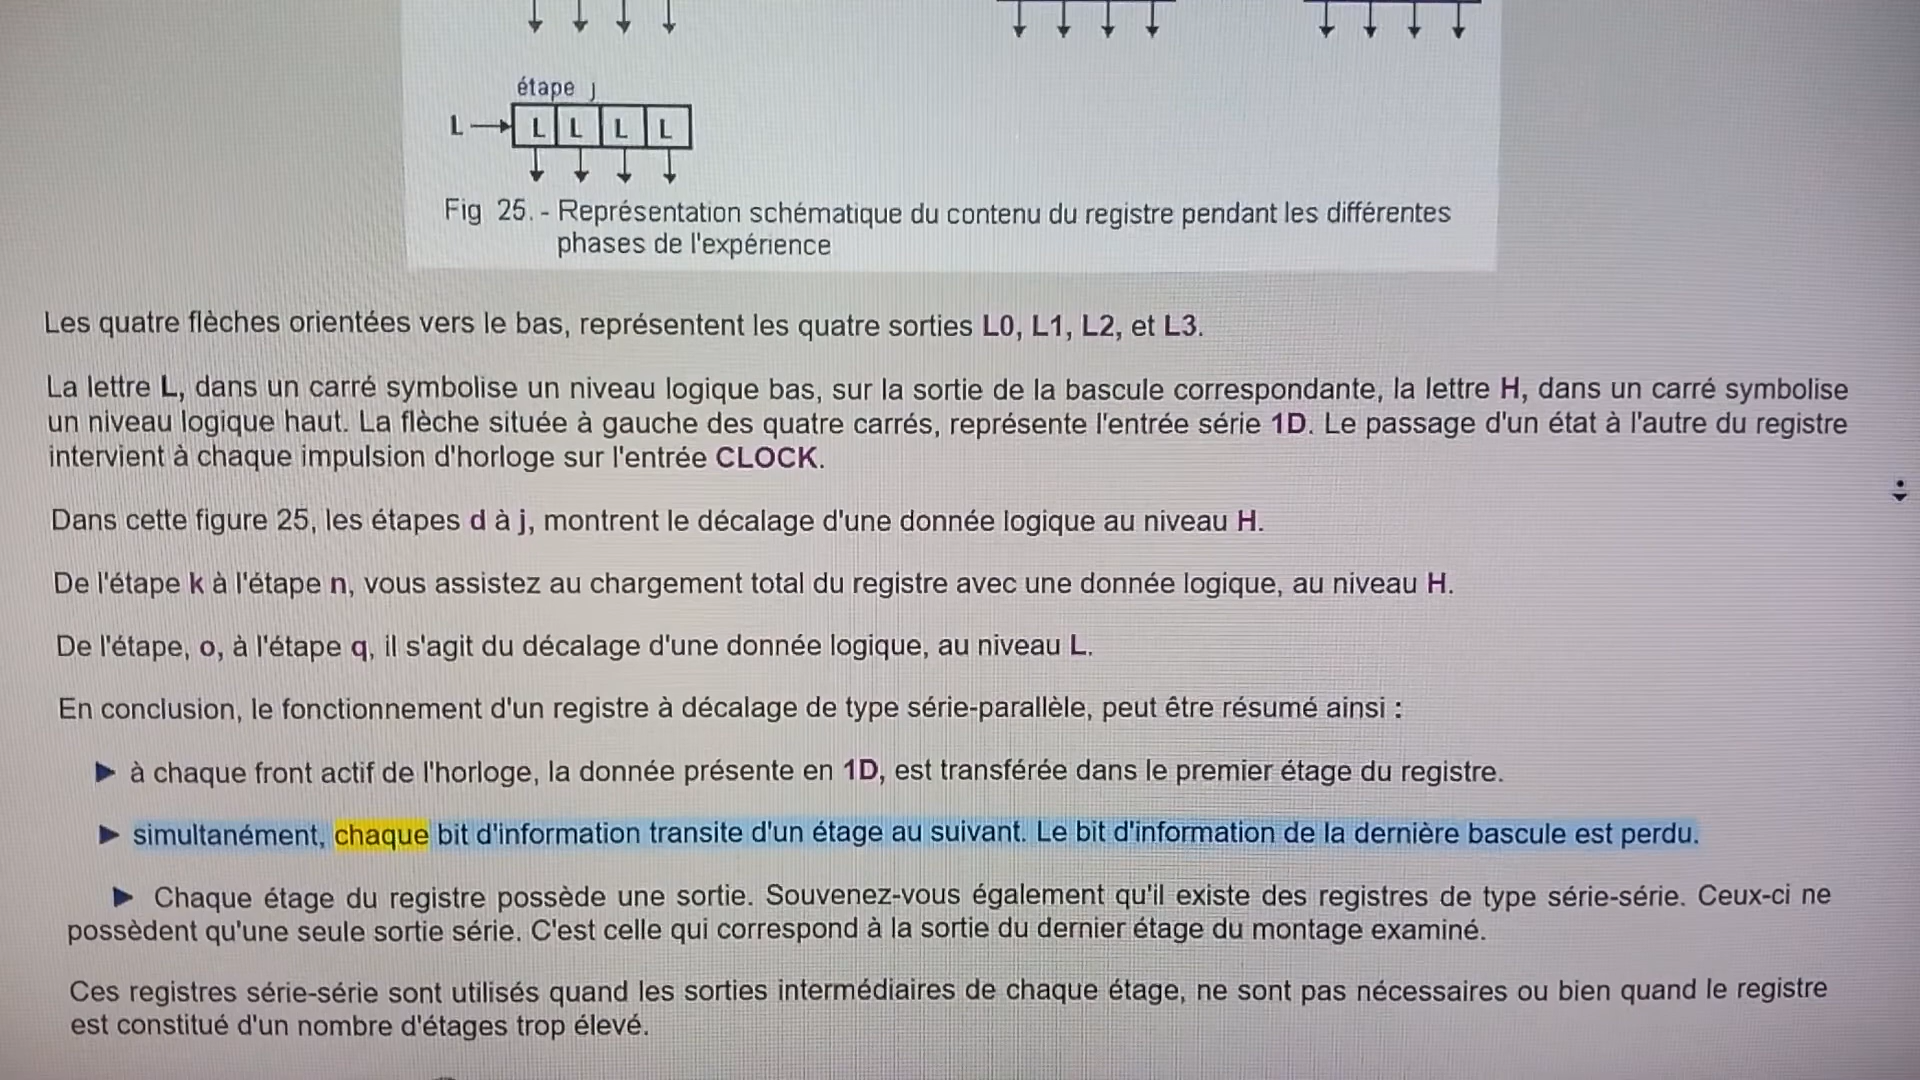 étape j
L L L L L
Fig 25. - Représentation schématique du contenu du registre pendant les différentes
phases de l'expérience
Les quatre flèches orientées vers le bas, représentent les quatre sorties L0, L1, L2, et L3.
La lettre L, dans un carré symbolise un niveau logique bas, sur la sortie de la bascule correspondante, la lettre H, dans un carré symbolise
un niveau logique haut. La flèche située à gauche des quatre carrés, représente l'entrée série 1D. Le passage d'un état à l'autre du registre
intervient à chaque impulsion d'horloge sur l'entrée CLOCK.
Dans cette figure 25, les étapes d à j, montrent le décalage d'une donnée logique au niveau H.
De l'étape k à l'étape n, vous assistez au chargement total du registre avec une donnée logique, au niveau H.
De l'étape, o, à l'étape q, il s'agit du décalage d'une donnée logique, au niveau L.
En conclusion, le fonctionnement d'un registre à décalage de type série-parallèle, peut être résumé ainsi :
à chaque front actif de l'horloge, la donnée présente en 1D, est transférée dans le premier étage du registre.
simultanément, chaque bit d'information transite d'un étage au suivant. Le bit d'information de la dernière bascule est perdu.
Chaque étage du registre possède une sortie. Souvenez-vous également qu'il existe des registres de type série-série. Ceux-ci ne
possèdent qu'une seule sortie série. C'est celle qui correspond à la sortie du dernier étage du montage examiné.
Ces registres série-série sont utilisés quand les sorties intermédiaires de chaque étage, ne sont pas nécessaires ou bien quand le registre
est constitué d'un nombre d'étages trop élevé.